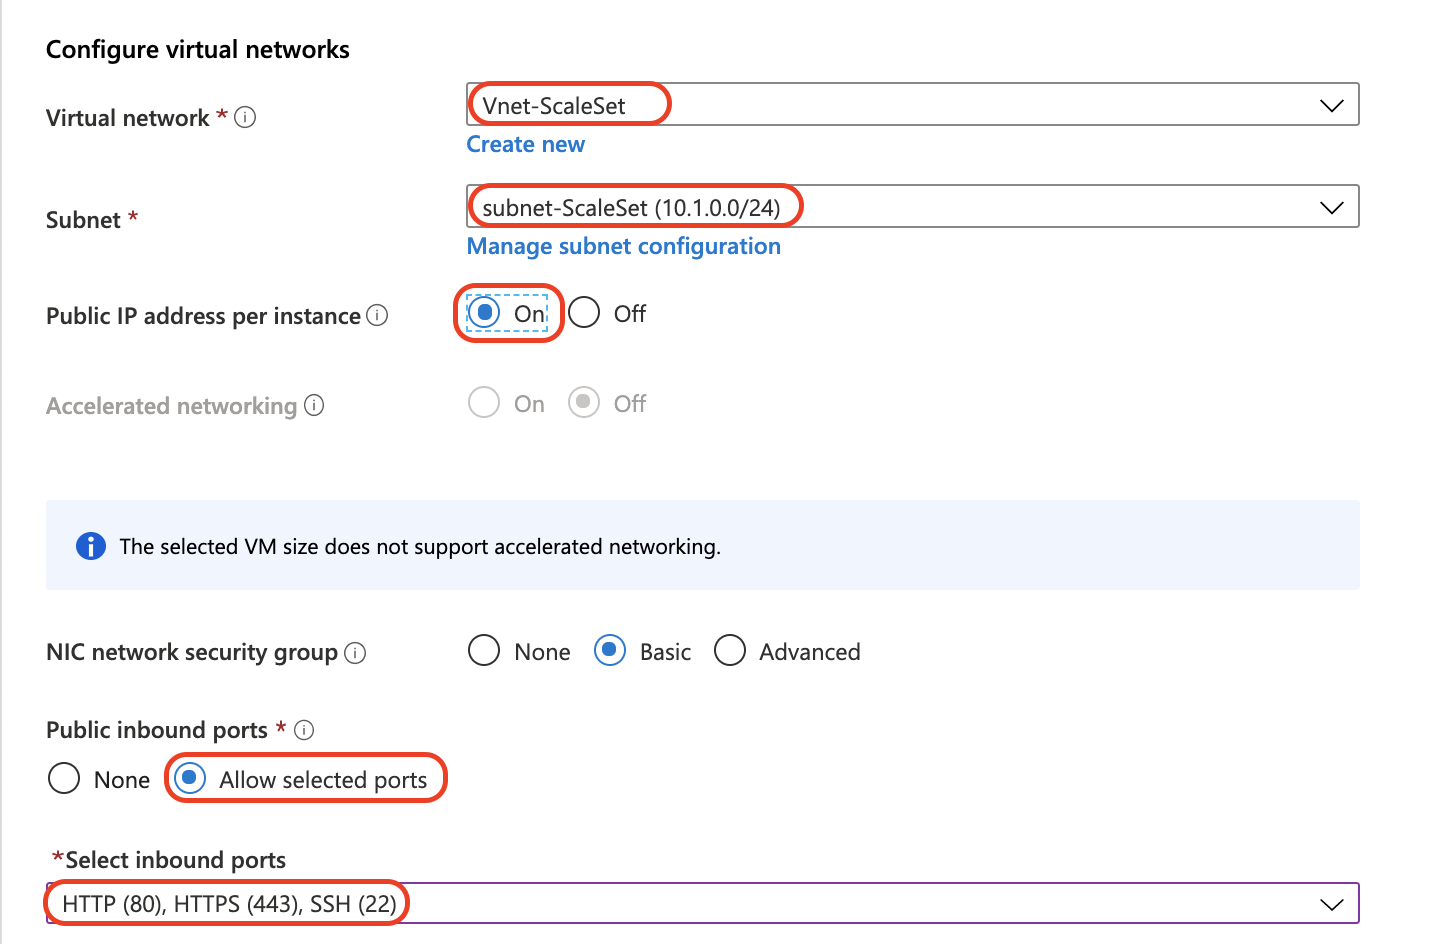 Configure virtual networks
Virtual network *
Vnet-ScaleSet
Create new
Subnet *
subnet-ScaleSet (10.1.0.0/24)
Manage subnet configuration
Public IP address per instance
On Off
Accelerated networking
On Off
The selected VM size does not support accelerated networking.
NIC network security group
None Basic Advanced
Public inbound ports *
None Allow selected ports
*Select inbound ports
HTTP (80), HTTPS (443), SSH (22)